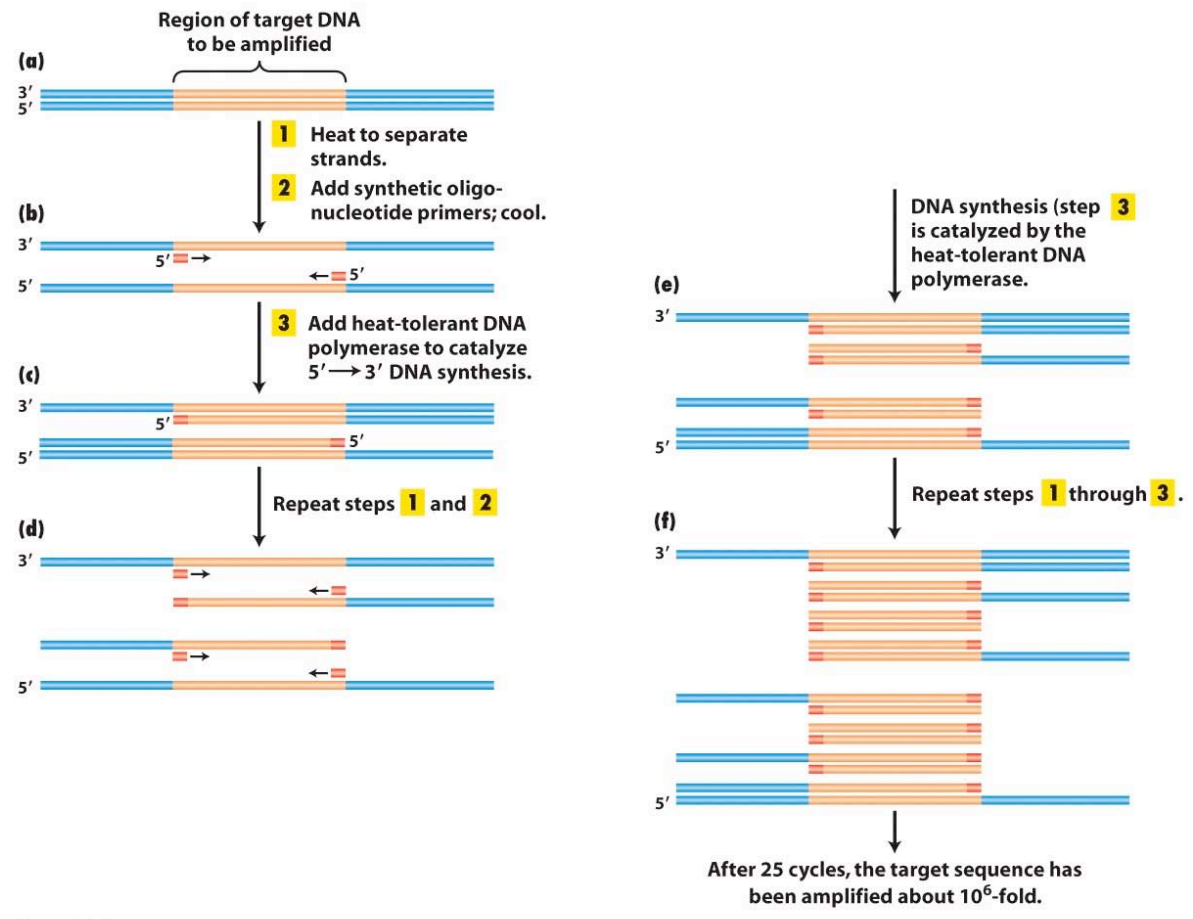 Region of target DNA
to be amplified
(a)
3′
5′
1 Heat to separate
strands.
2 Add synthetic oligo-
nucleotide primers; cool.
(b)
3′
5′
5′
5′
3 Add heat-tolerant DNA
polymerase to catalyze
5′ → 3′ DNA synthesis.
(c)
3′
5′
5′
5′
Repeat steps 1 and 2
(d)
3′
5′
DNA synthesis (step 3
is catalyzed by the
heat-tolerant DNA
polymerase.
(e)
3′
5′
Repeat steps 1 through 3 .
(f)
3′
5′
After 25 cycles, the target sequence has
been amplified about 10⁶-fold.